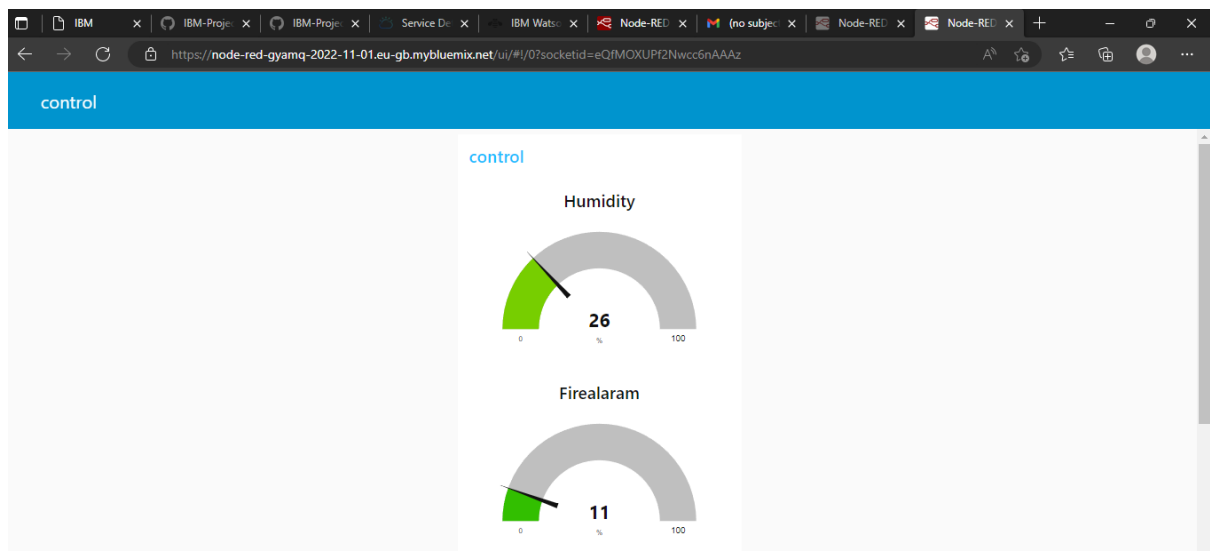 IBM
IBM-Projec
IBM-Projec
Service De
IBM Watso
Node-RED
(no subject
Node-RED
Node-RED
https://node-red-gyamq-2022-11-01.eu-gb.mybluemix.net/ui/#!/0?socketid=eQfMOXUPf2Nwcc6nAAAz
control
control
Humidity
26
0 % 100
Firealaram
11
0 % 100